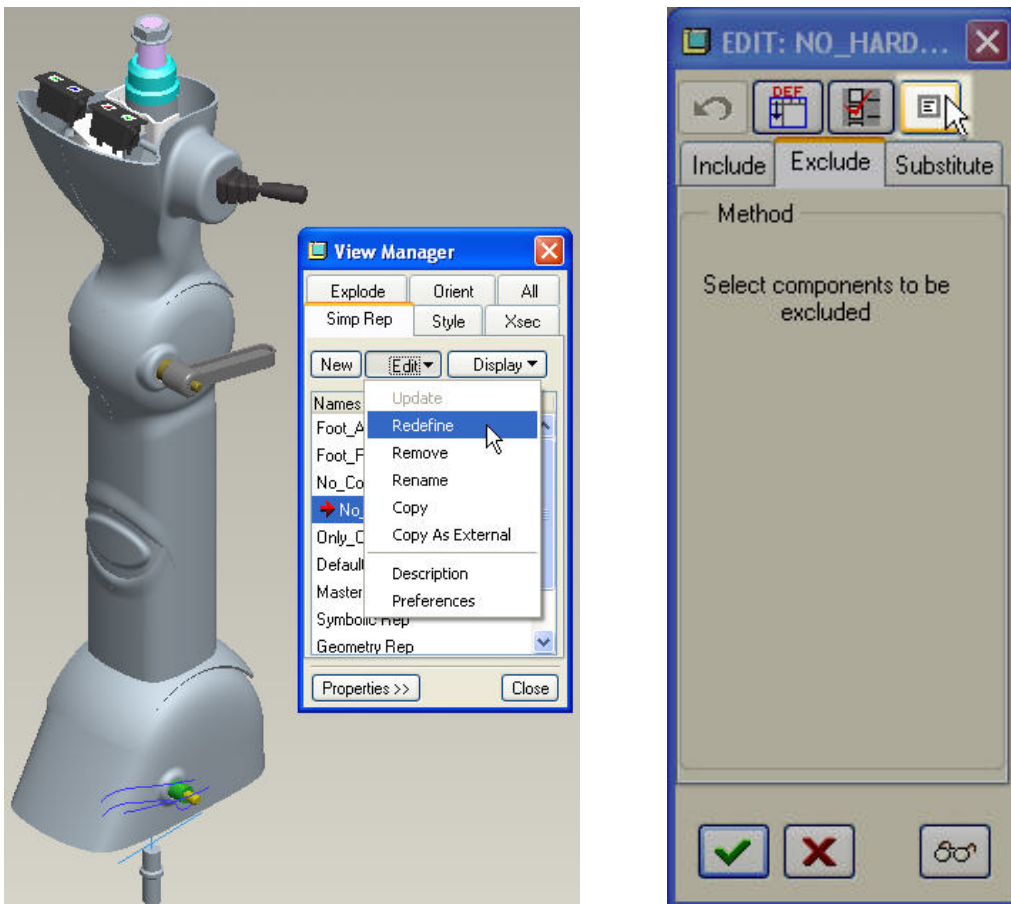 View Manager
Explode Orient All
Simp Rep Style Xsec
New Edit Display
Names
Foot_A
Foot_F
No_Co
No_
Only_C
Default
Master
Symbolic Rep
Geometry Rep
Update
Redefine
Remove
Rename
Copy
Copy As External
Description
Preferences
Properties >>
Close
EDIT: NO_HARD...
DEF
Include Exclude Substitute
Method
Select components to be
excluded